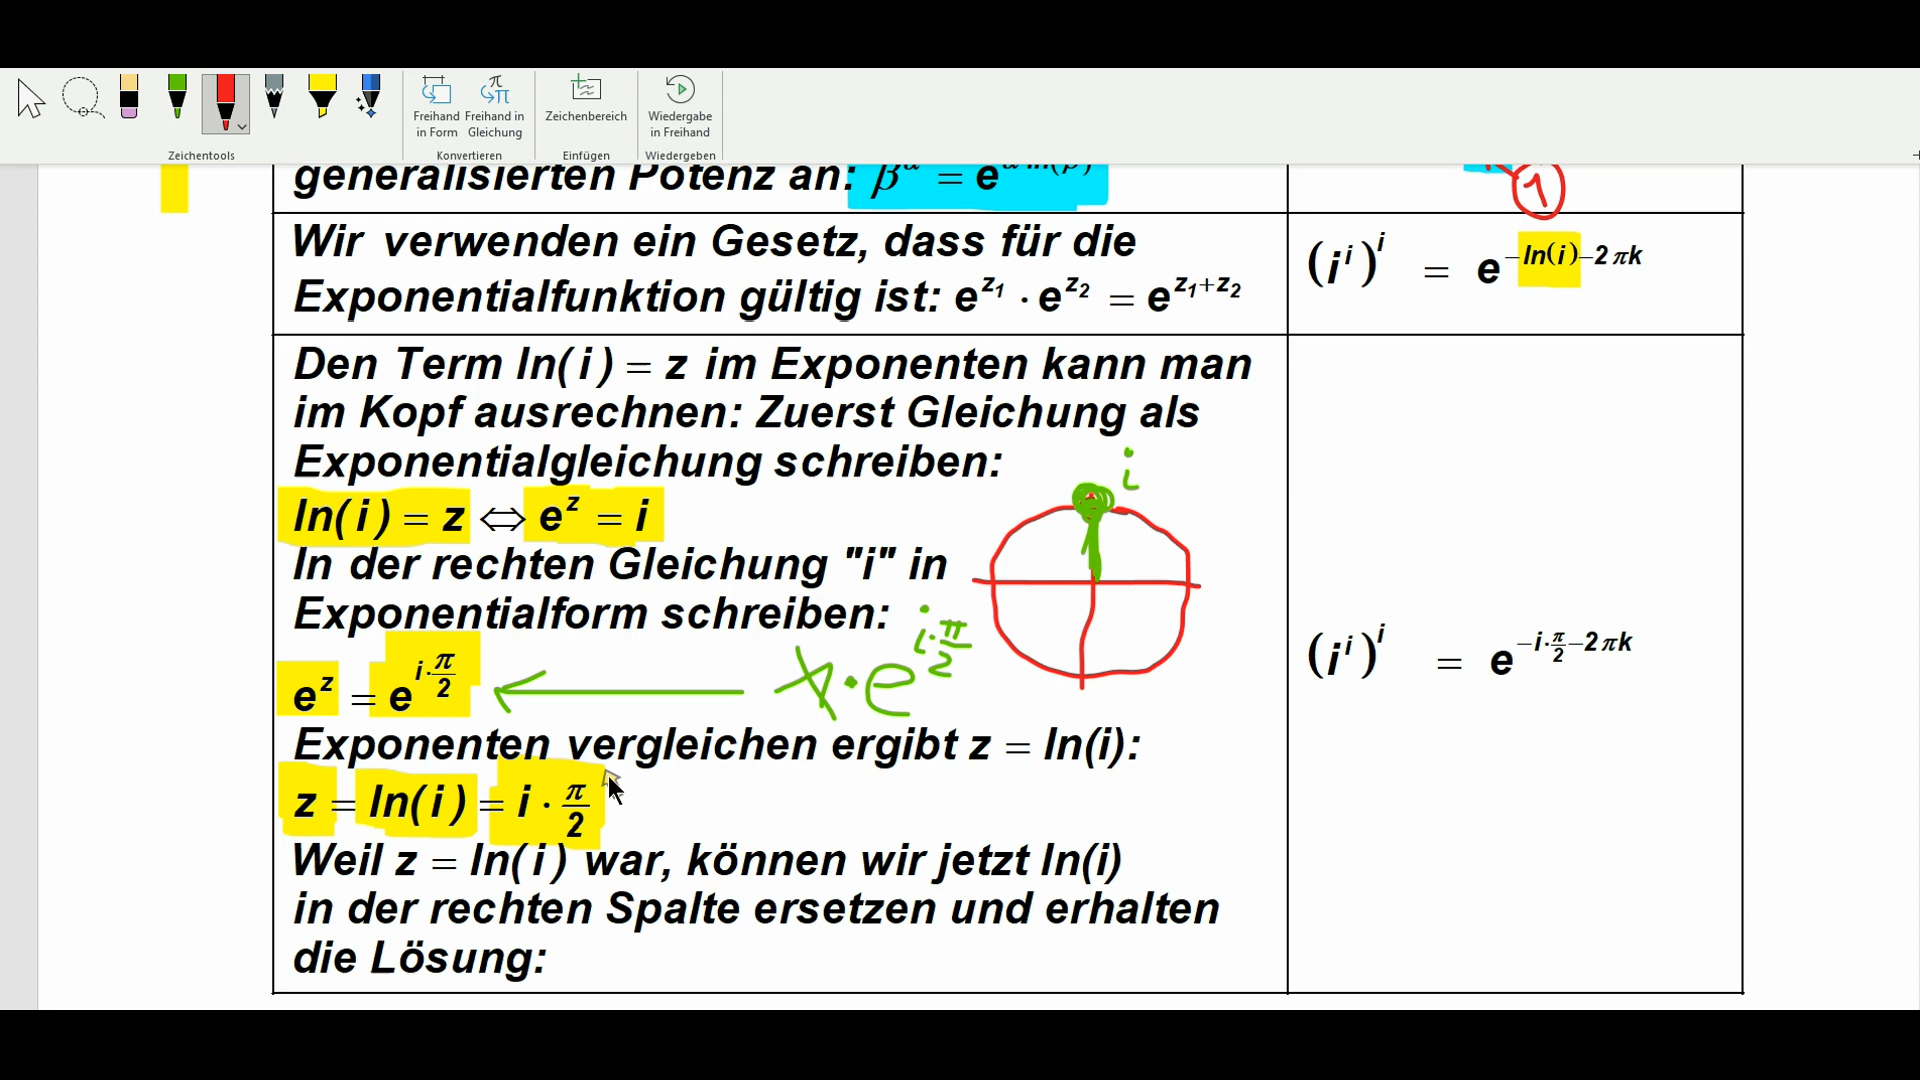 Freihand in Form
Freihand in Gleichung
Zeichenbereich
Wiedergabe in Freihand
Zeichentools
Konvertieren
Einfügen
Wiedergeben
generalisierten Potenz an: β^α = e^(α·ln(β))
1
Wir verwenden ein Gesetz, dass für die
Exponentialfunktion gültig ist: e^(z₁) · e^(z₂) = e^(z₁+z₂)
(i^i)^i = e^(−ln(i)−2πk)
Den Term ln(i) = z im Exponenten kann man
im Kopf ausrechnen: Zuerst Gleichung als
Exponentialgleichung schreiben:
i
ln(i) = z ⇔ e^z = i
In der rechten Gleichung "i" in
Exponentialform schreiben:
e^z = e^(i·π/2) ← 1·e^(i·π/2)
(i^i)^i = e^(−i·π/2−2πk)
Exponenten vergleichen ergibt z = ln(i):
z = ln(i) = i · π/2
Weil z = ln(i) war, können wir jetzt ln(i)
in der rechten Spalte ersetzen und erhalten
die Lösung: